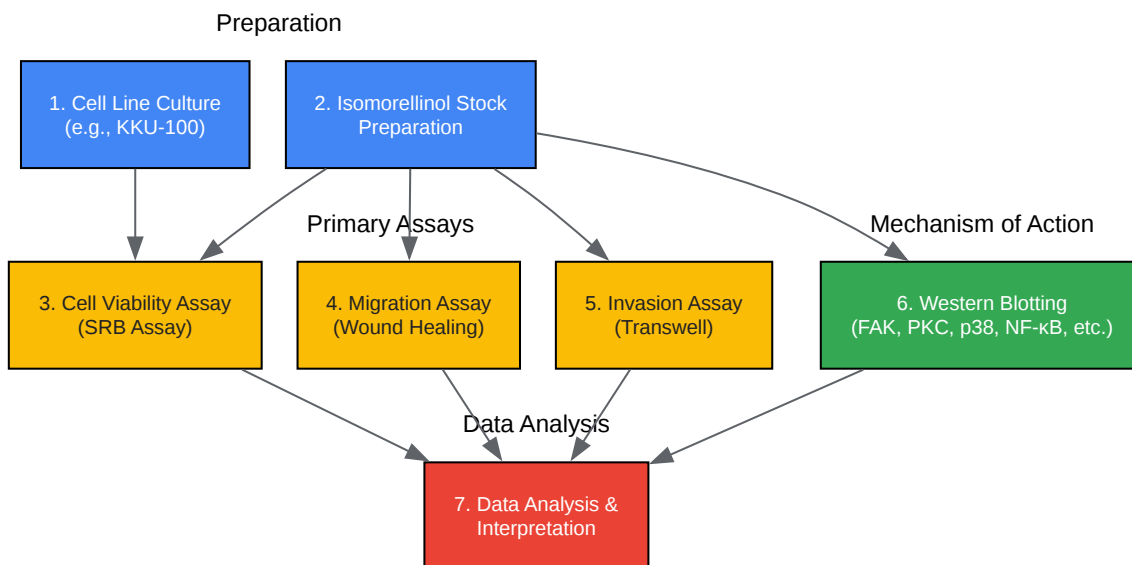 Preparation
1. Cell Line Culture
(e.g., KKU-100)
2. Isomorellinol Stock
Preparation
Primary Assays
Mechanism of Action
3. Cell Viability Assay
(SRB Assay)
4. Migration Assay
(Wound Healing)
5. Invasion Assay
(Transwell)
6. Western Blotting
(FAK, PKC, p38, NF-κB, etc.)
Data Analysis
7. Data Analysis &
Interpretation